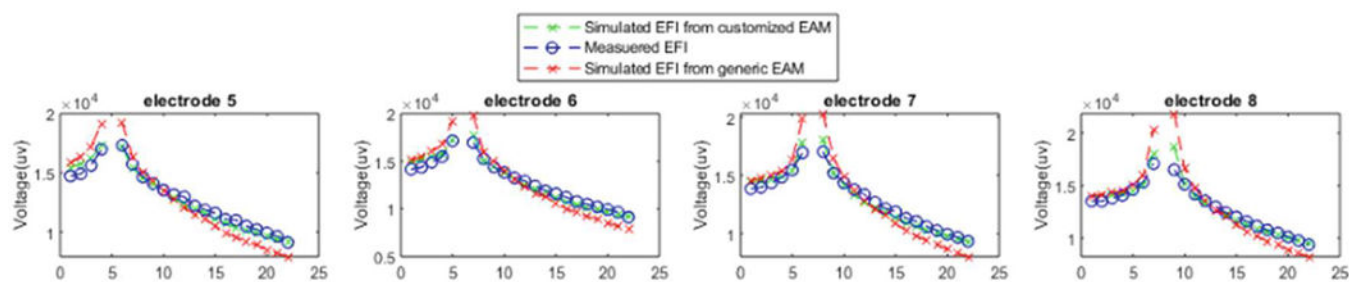 Simulated EFI from customized EAM
Measuered EFI
Simulated EFI from generic EAM
×10⁴
electrode 5
Voltage(uv)
2
1.5
1
0 5 10 15 20 25
×10⁴
electrode 6
Voltage(uv)
2
1.5
1
0.5
0 5 10 15 20 25
×10⁴
electrode 7
Voltage(uv)
2
1.5
1
0 5 10 15 20 25
×10⁴
electrode 8
Voltage(uv)
2
1.5
1
0 5 10 15 20 25